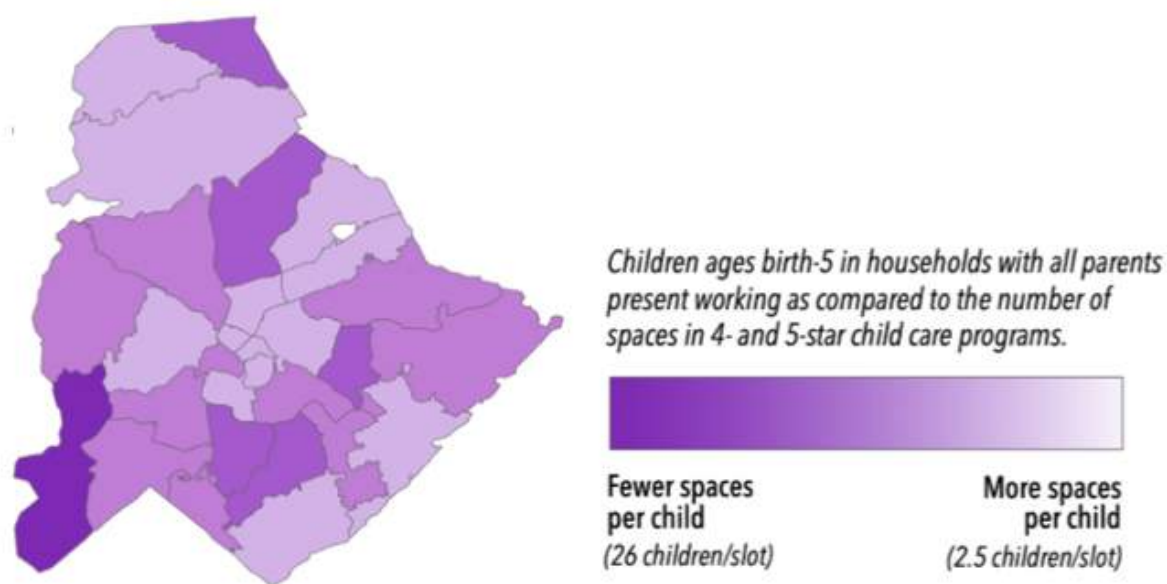 Children ages birth-5 in households with all parents
present working as compared to the number of
spaces in 4- and 5-star child care programs.
Fewer spaces
per child
(26 children/slot)
More spaces
per child
(2.5 children/slot)